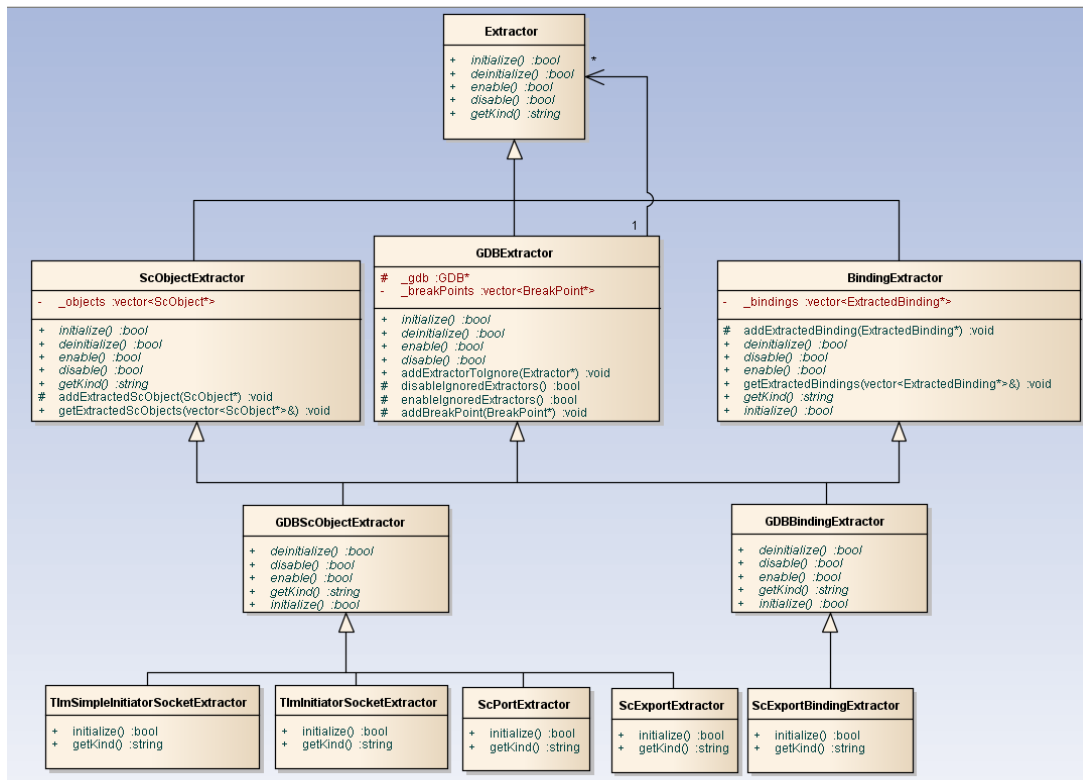 Extractor
+ initialize() :bool
+ deinitialize() :bool
+ enable() :bool
+ disable() :bool
+ getKind() :string
*
1
ScObjectExtractor
- _objects :vector<ScObject*>
+ initialize() :bool
+ deinitialize() :bool
+ enable() :bool
+ disable() :bool
+ getKind() :string
# addExtractedScObject(ScObject*) :void
+ getExtractedScObjects(vector<ScObject*>&) :void
GDBExtractor
# _gdb :GDB*
- _breakPoints :vector<BreakPoint*>
+ initialize() :bool
+ deinitialize() :bool
+ enable() :bool
+ disable() :bool
+ addExtractorToIgnore(Extractor*) :void
# disableIgnoredExtractors() :bool
# enableIgnoredExtractors() :bool
# addBreakPoint(BreakPoint*) :void
BindingExtractor
- _bindings :vector<ExtractedBinding*>
# addExtractedBinding(ExtractedBinding*) :void
+ deinitialize() :bool
+ disable() :bool
+ enable() :bool
+ getExtractedBindings(vector<ExtractedBinding*>&) :void
+ getKind() :string
+ initialize() :bool
GDBScObjectExtractor
+ deinitialize() :bool
+ disable() :bool
+ enable() :bool
+ getKind() :string
+ initialize() :bool
GDBBindingExtractor
+ deinitialize() :bool
+ disable() :bool
+ enable() :bool
+ getKind() :string
+ initialize() :bool
TlmSimpleInitiatorSocketExtractor
+ initialize() :bool
+ getKind() :string
TlmInitiatorSocketExtractor
+ initialize() :bool
+ getKind() :string
ScPortExtractor
+ initialize() :bool
+ getKind() :string
ScExportExtractor
+ initialize() :bool
+ getKind() :string
ScExportBindingExtractor
+ initialize() :bool
+ getKind() :string